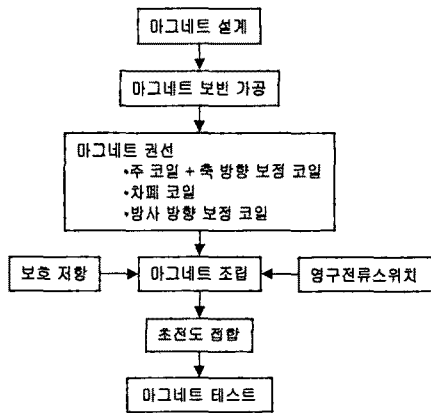 마그네트 설계
마그네트 보빈 가공
마그네트 권선
•주 코일 + 축 방향 보정 코일
•차폐 코일
•방사 방향 보정 코일
보호 저항
마그네트 조립
영구전류스위치
초전도 접합
마그네트 테스트